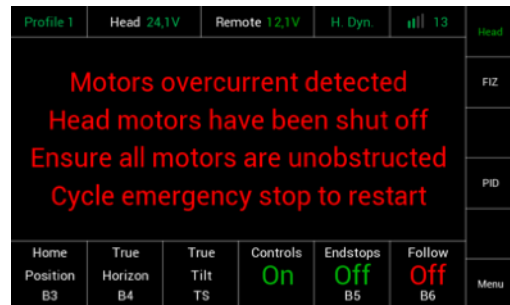 Profile 1 Head 24,1V Remote 12,1V H. Dyn. 13
Head
FIZ
PID
Menu
Motors overcurrent detected
Head motors have been shut off
Ensure all motors are unobstructed
Cycle emergency stop to restart
Home True True Controls Endstops Follow
Position Horizon Tilt On Off Off
B3 B4 TS B5 B6